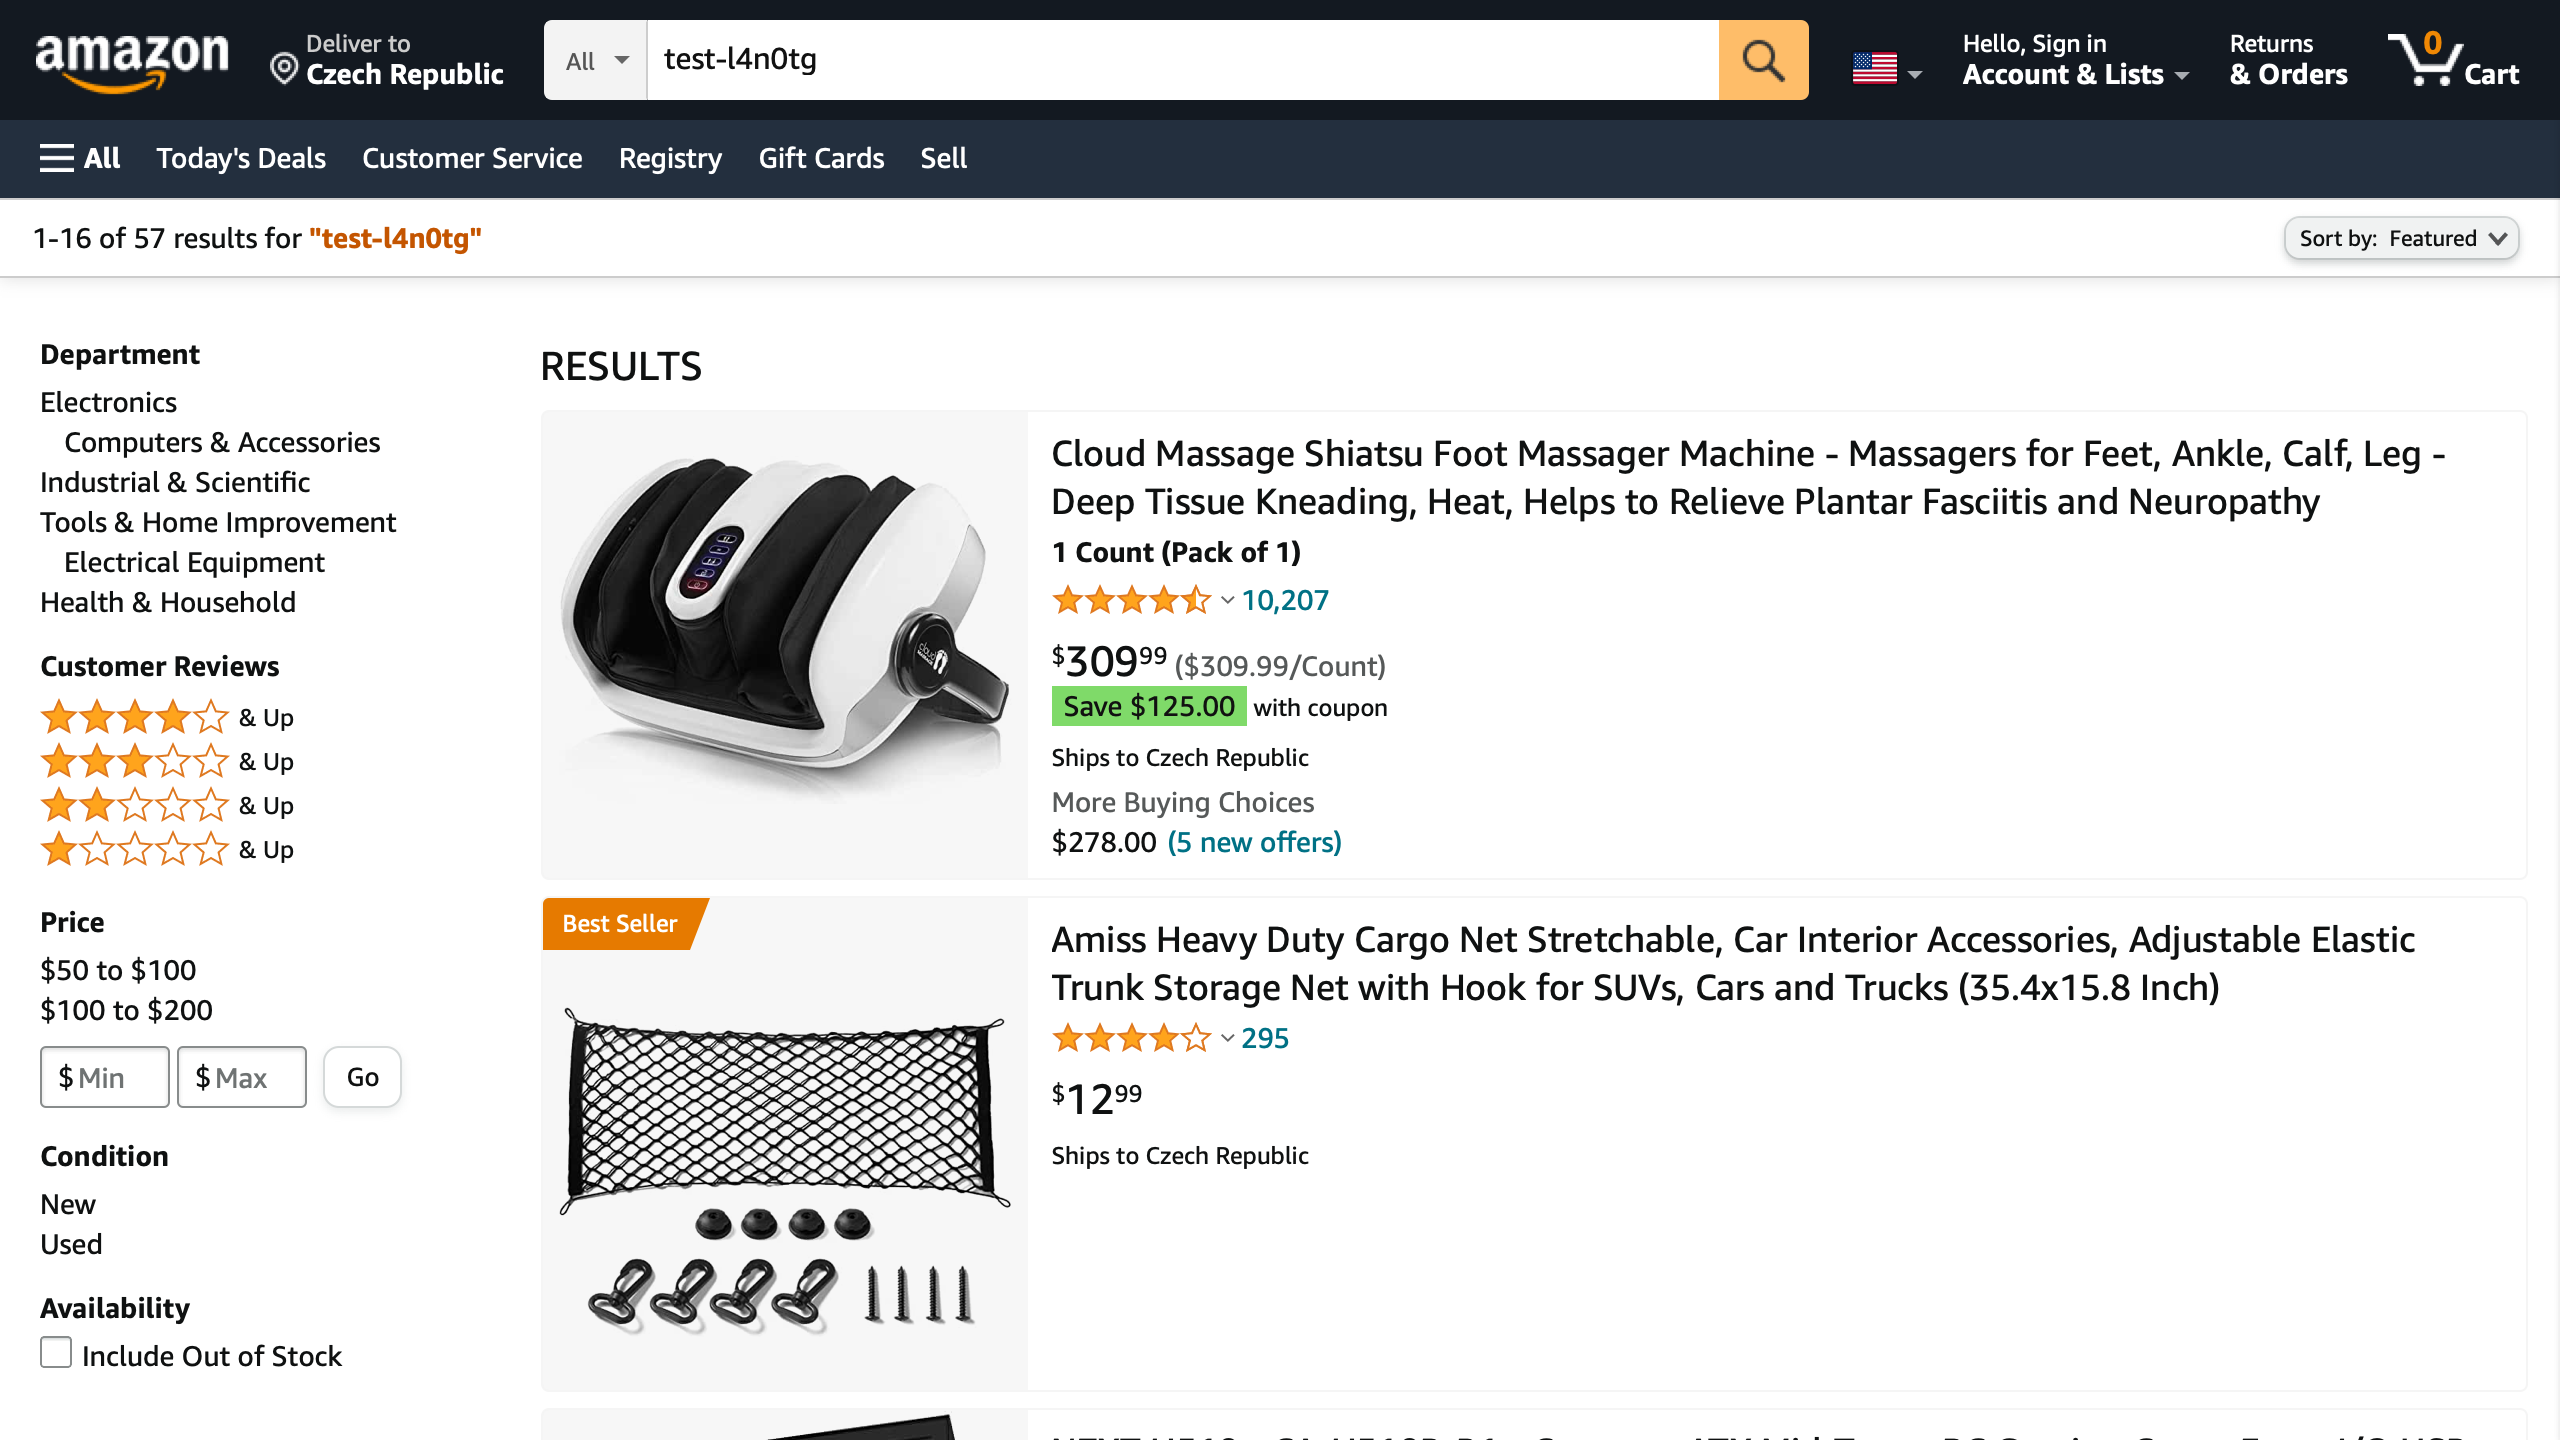 amazon
Deliver to
Czech Republic
All
test-l4n0tg
Hello, Sign in
Account & Lists
Returns
& Orders
0
Cart
All
Today's Deals
Customer Service
Registry
Gift Cards
Sell
1-16 of 57 results for "test-l4n0tg"
Sort by: Featured
Department
Electronics
Computers & Accessories
Industrial & Scientific
Tools & Home Improvement
Electrical Equipment
Health & Household
Customer Reviews
& Up
& Up
& Up
& Up
Price
$50 to $100
$100 to $200
$ Min
$ Max
Go
Condition
New
Used
Availability
Include Out of Stock
RESULTS
Cloud Massage Shiatsu Foot Massager Machine - Massagers for Feet, Ankle, Calf, Leg -
Deep Tissue Kneading, Heat, Helps to Relieve Plantar Fasciitis and Neuropathy
1 Count (Pack of 1)
10,207
$309.99 ($309.99/Count)
Save $125.00 with coupon
Ships to Czech Republic
More Buying Choices
$278.00 (5 new offers)
Best Seller
Amiss Heavy Duty Cargo Net Stretchable, Car Interior Accessories, Adjustable Elastic
Trunk Storage Net with Hook for SUVs, Cars and Trucks (35.4x15.8 Inch)
295
$12.99
Ships to Czech Republic